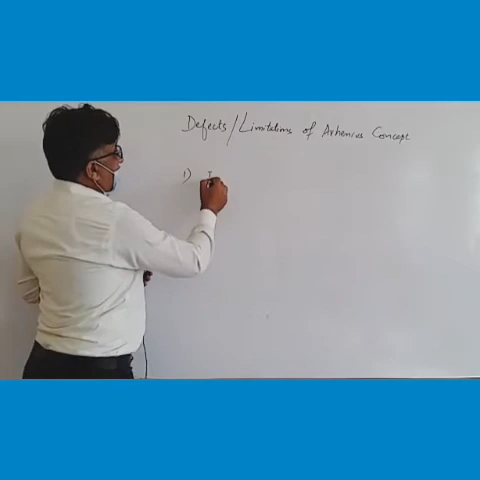 Defects/Limitations of Arhenius Concept
1) I